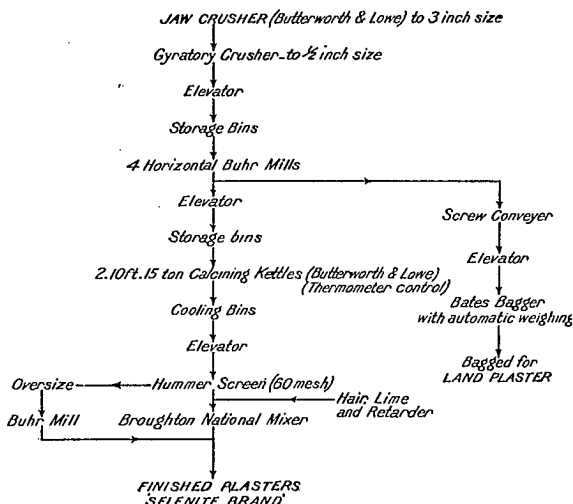 JAW CRUSHER (Butterworth & Lowe) to 3 inch size
Gyratory Crusher - to 1/2 inch size
Elevator
Storage Bins
4 Horizontal Buhr Mills
Elevator
Screw Conveyer
Storage bins
Elevator
2.10ft.15 ton Calcining Kettles (Butterworth & Lowe)
(Thermometer control)
Cooling Bins
Bates Bagger
with automatic weighing
Elevator
Bagged for
LAND PLASTER
Oversize
Hummer Screen (60 mesh)
Hair, Lime
and Retarder
Buhr Mill
Broughton National Mixer
FINISHED PLASTERS
'SELENITE BRAND'